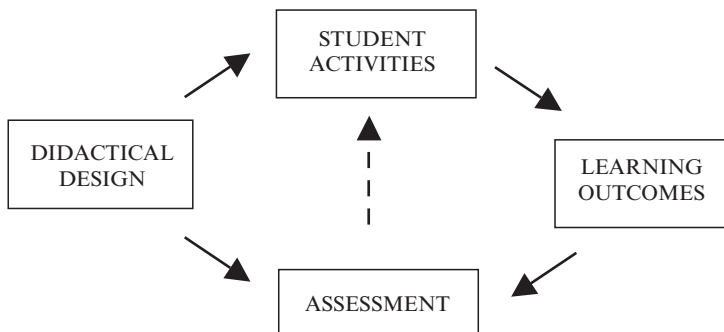 STUDENT
ACTIVITIES
DIDACTICAL
DESIGN
LEARNING
OUTCOMES
ASSESSMENT